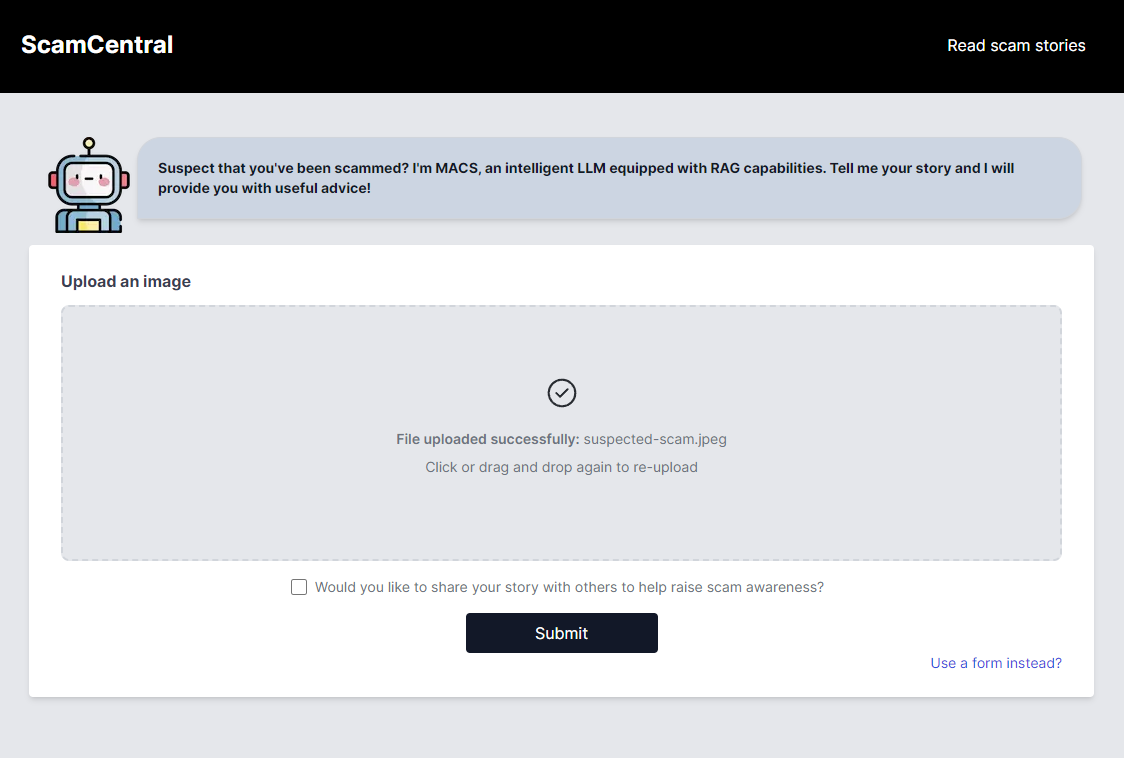 ScamCentral
Read scam stories
Suspect that you've been scammed? I'm MACS, an intelligent LLM equipped with RAG capabilities. Tell me your story and I will
provide you with useful advice!
Upload an image
File uploaded successfully: suspected-scam.jpeg
Click or drag and drop again to re-upload
Would you like to share your story with others to help raise scam awareness?
Submit
Use a form instead?